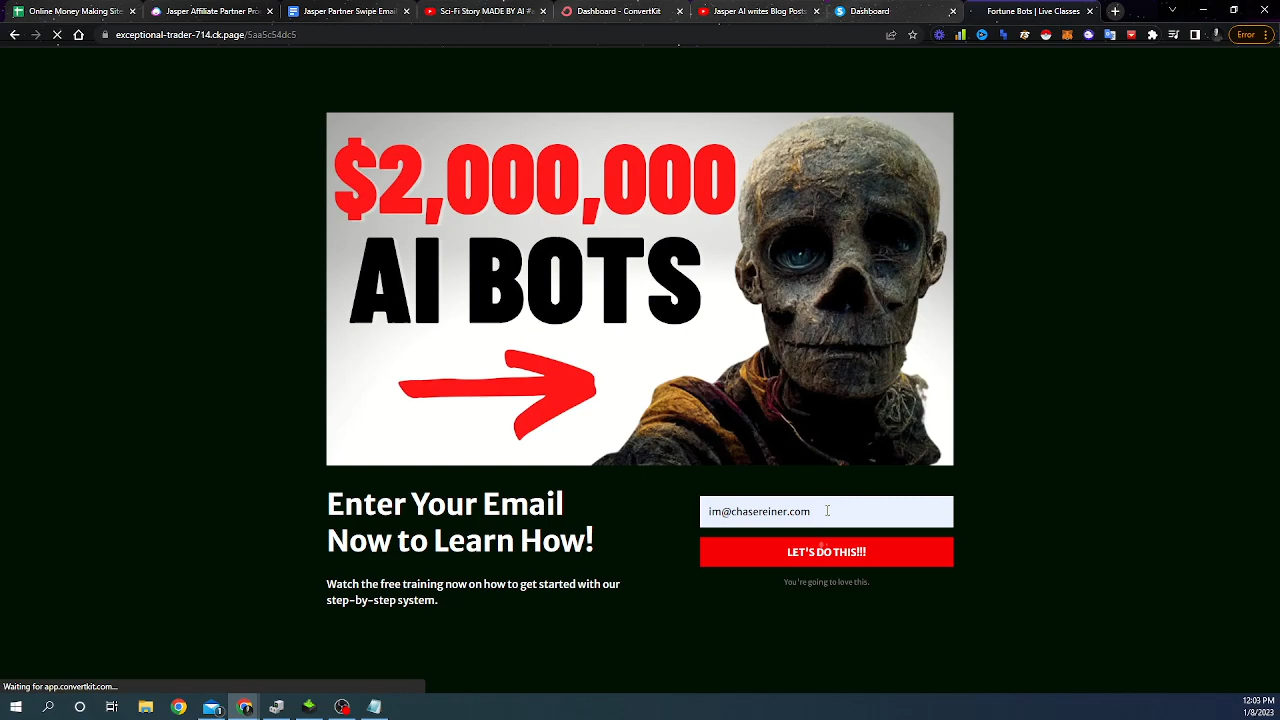 Online Money Making Sit
Jasper Affiliate Partner Pro
Jasper Partner Swipe Email
Sci-Fi Story MADE BY AI #
Dashboard - ConvertKit
Jasper AI writes Blog Post
Dashboard
Fortune Bots | Live Classes
exceptional-trader-714.ck.page/5aa5c54dc5
Error
$2,000,000
AI BOTS
Enter Your Email
Now to Learn How!
Watch the free training now on how to get started with our
step-by-step system.
im@chasereiner.com
LET'S DO THIS!!!
You're going to love this.
Waiting for app.convertkit.com...
12:03 PM
1/8/2023